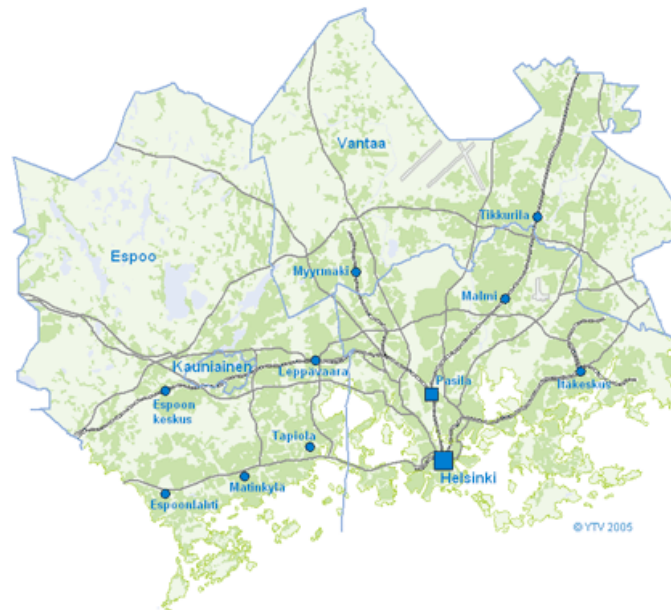 Vantaa
Tikkurila
Espoo
Myyrmäki
Malmi
Kauniainen
Leppävaara
Itäkeskus
Pasila
Espoon
keskus
Tapiola
Matinkylä
Helsinki
Espoonlahti
© YTV 2005